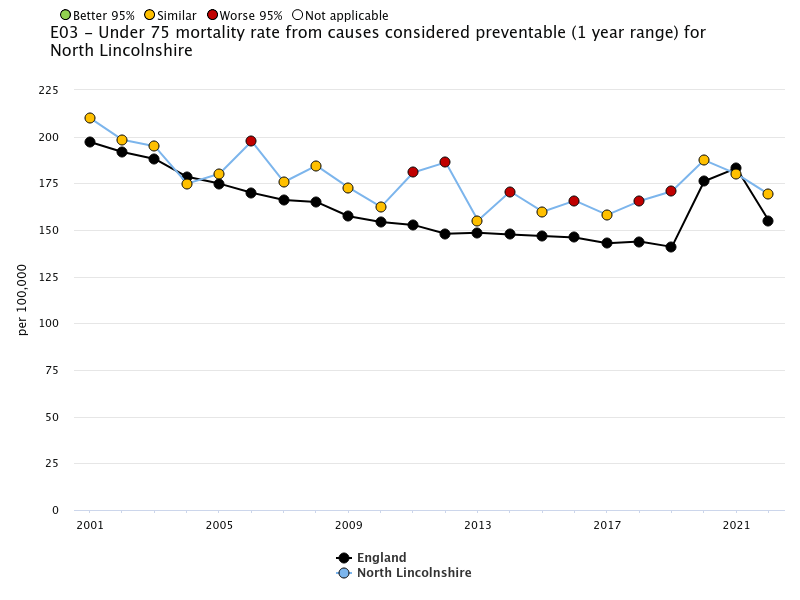 Better 95% Similar Worse 95% Not applicable
E03 – Under 75 mortality rate from causes considered preventable (1 year range) for
North Lincolnshire
225
200
175
150
125
100
75
50
25
0
per 100,000
2001 2005 2009 2013 2017 2021
England
North Lincolnshire